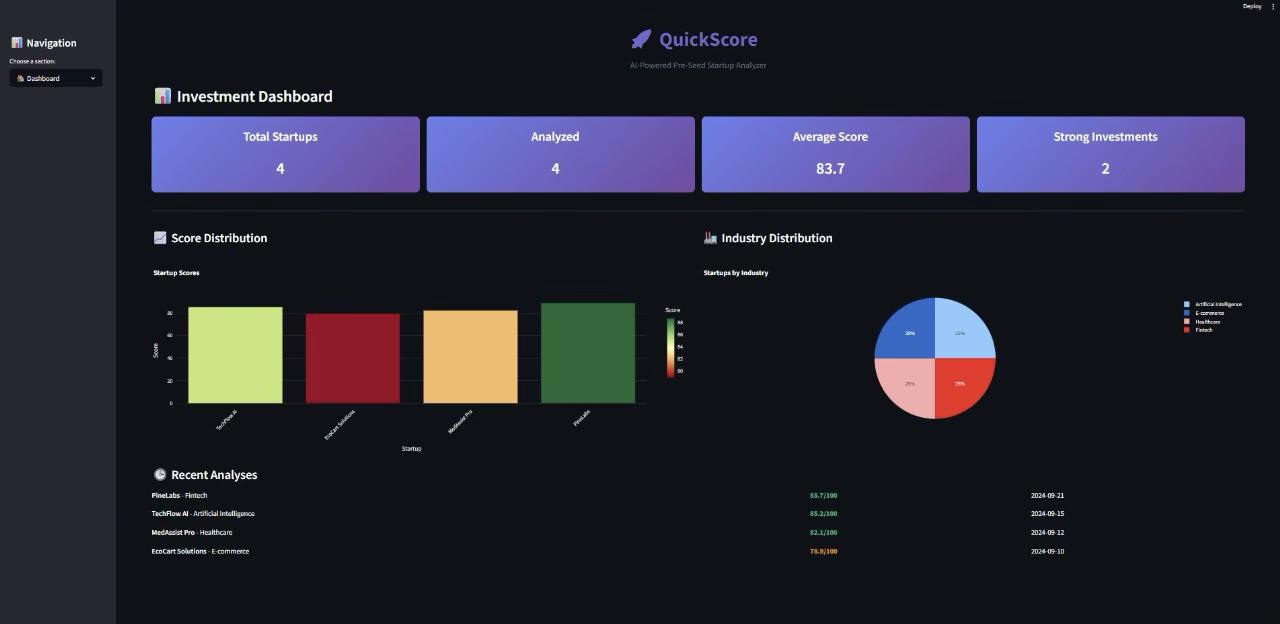 Deploy
Navigation
Choose a section:
Dashboard
QuickScore
AI-Powered Pre-Seed Startup Analyzer
Investment Dashboard
Total Startups
4
Analyzed
4
Average Score
83.7
Strong Investments
2
Score Distribution
Industry Distribution
Startup Scores
Startups by Industry
Score
80
60
40
20
0
TechFlow AI
EcoCart Solutions
MedAssist Pro
PineLabs
Startup
Score
88
86
84
82
80
25%
25%
25%
25%
Artificial Intelligence
E-commerce
Healthcare
Fintech
Recent Analyses
PineLabs - Fintech 88.7/100 2024-09-21
TechFlow AI - Artificial Intelligence 85.2/100 2024-09-15
MedAssist Pro - Healthcare 82.1/100 2024-09-12
EcoCart Solutions - E-commerce 78.9/100 2024-09-10